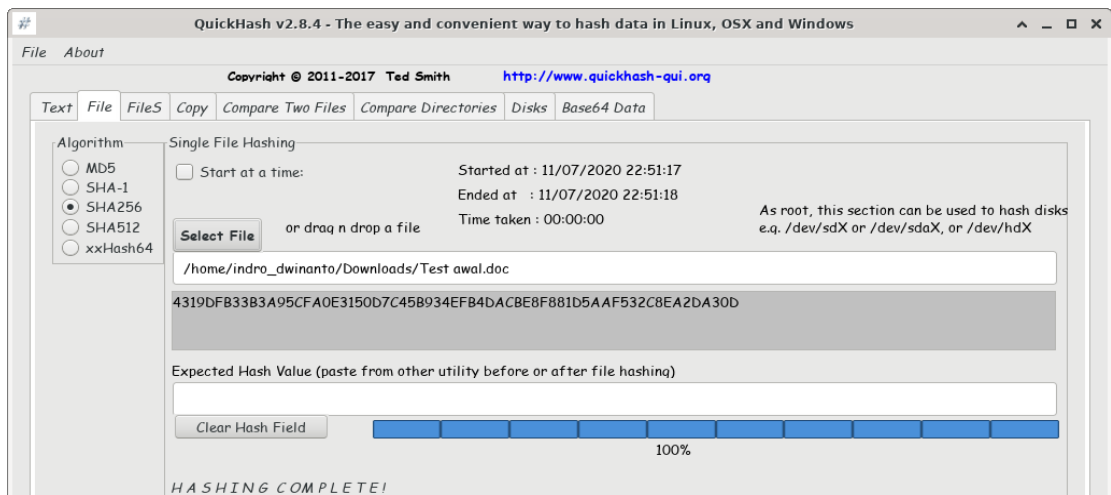 QuickHash v2.8.4 - The easy and convenient way to hash data in Linux, OSX and Windows
File About
Copyright © 2011-2017 Ted Smith http://www.quickhash-gui.org
Text File FileS Copy Compare Two Files Compare Directories Disks Base64 Data
Algorithm
MD5
SHA-1
SHA256
SHA512
xxHash64
Single File Hashing
Start at a time:
Started at : 11/07/2020 22:51:17
Ended at : 11/07/2020 22:51:18
Time taken : 00:00:00
Select File
or drag n drop a file
As root, this section can be used to hash disks
e.g. /dev/sdX or /dev/sdaX, or /dev/hdX
/home/indro_dwinanto/Downloads/Test awal.doc
4319DFB33B3A95CFA0E3150D7C45B934EFB4DACBE8F881D5AAF532C8EA2DA30D
Expected Hash Value (paste from other utility before or after file hashing)
Clear Hash Field
100%
HASHING COMPLETE!